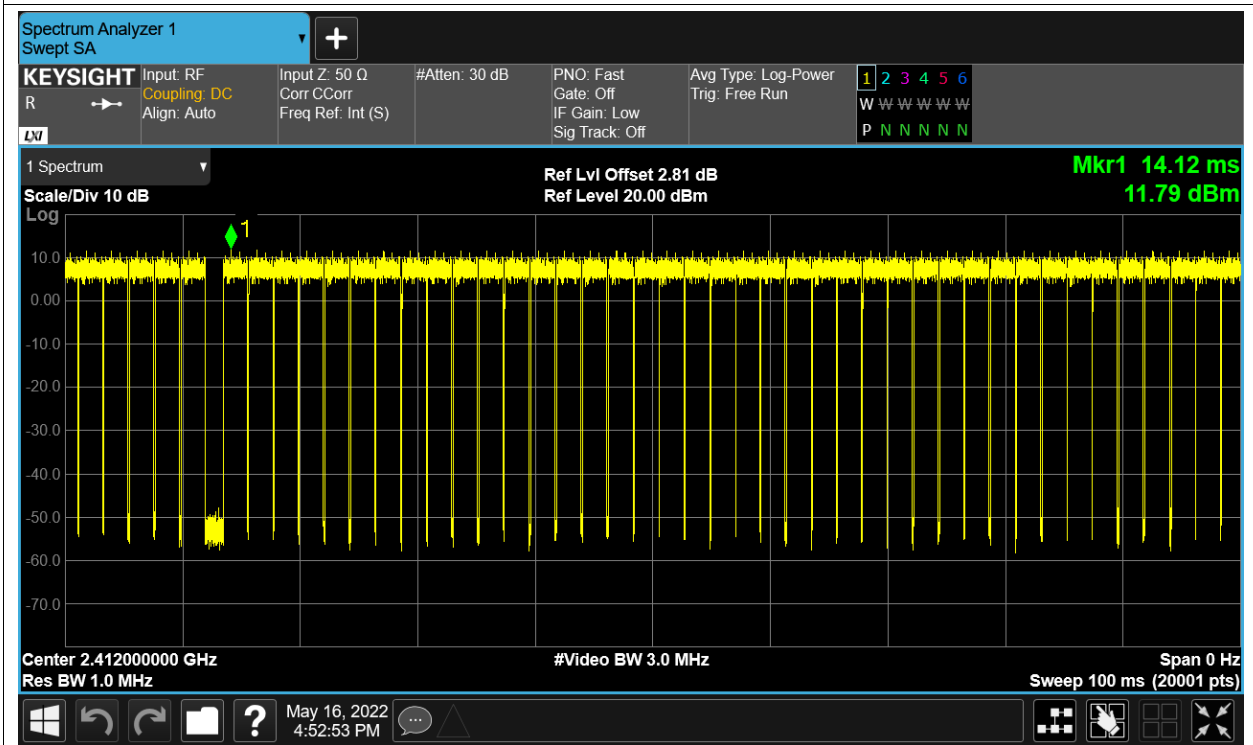 Spectrum Analyzer 1
Swept SA
KEYSIGHT
R
LXI
Input: RF
Coupling: DC
Align: Auto
Input Z: 50 Ω
Corr CCorr
Freq Ref: Int (S)
#Atten: 30 dB
PNO: Fast
Gate: Off
IF Gain: Low
Sig Track: Off
Avg Type: Log-Power
Trig: Free Run
1 2 3 4 5 6
W W W W W W
P N N N N N
1 Spectrum
Scale/Div 10 dB
Log
Ref Lvl Offset 2.81 dB
Ref Level 20.00 dBm
Mkr1 14.12 ms
11.79 dBm
1
10.0
0.00
-10.0
-20.0
-30.0
-40.0
-50.0
-60.0
-70.0
Center 2.412000000 GHz
Res BW 1.0 MHz
#Video BW 3.0 MHz
Span 0 Hz
Sweep 100 ms (20001 pts)
?
May 16, 2022
4:52:53 PM